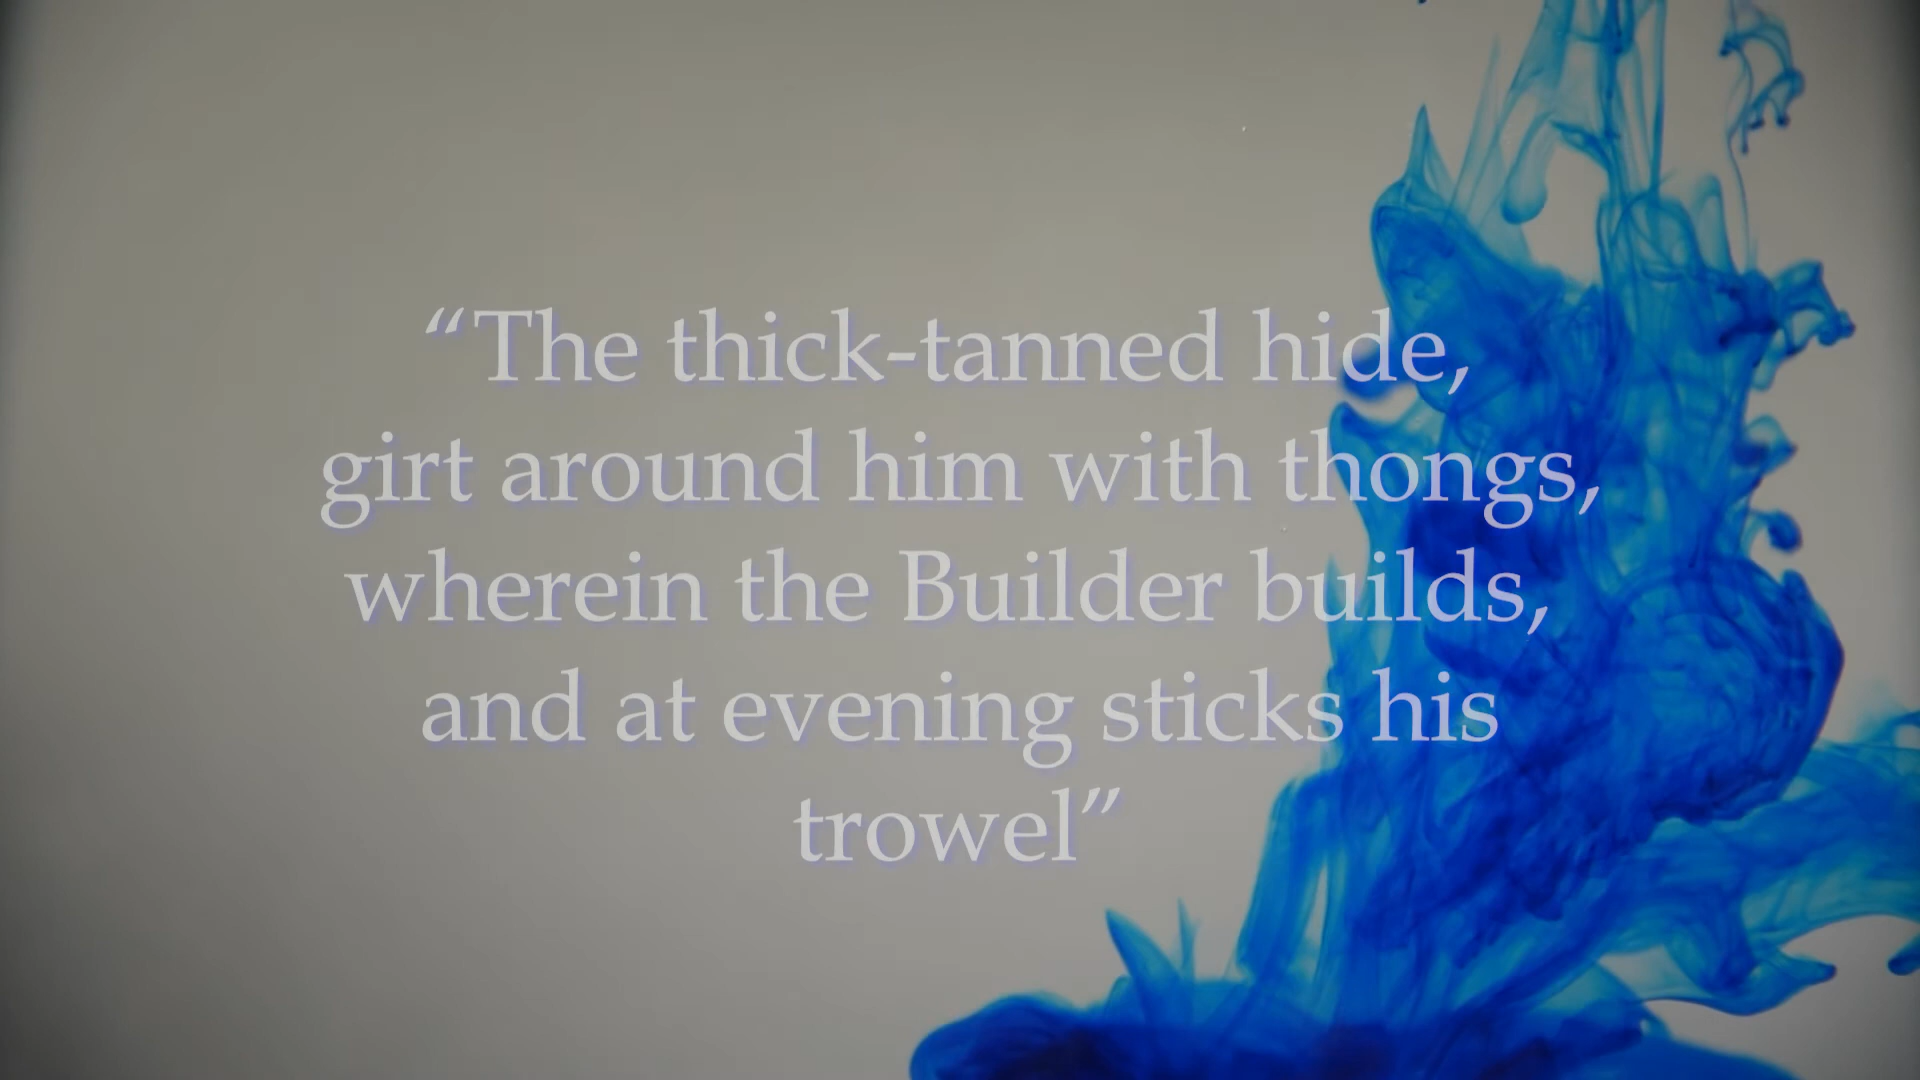 “The thick-tanned hide,
girt around him with thongs,
wherein the Builder builds,
and at evening sticks his
trowel”